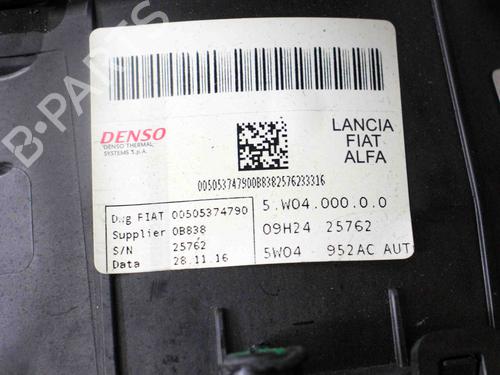 B-PARTS
DENSO
DENSO THERMAL
SYSTEMS S.p.A.
LANCIA
FIAT
ALFA
005053747900B8382576233316
Dwg FIAT 00505374790
Supplier 0B838
S/N 25762
Data 28.11.16
5.W04.000.0.0
09H24 25762
5W04 952AC AUT